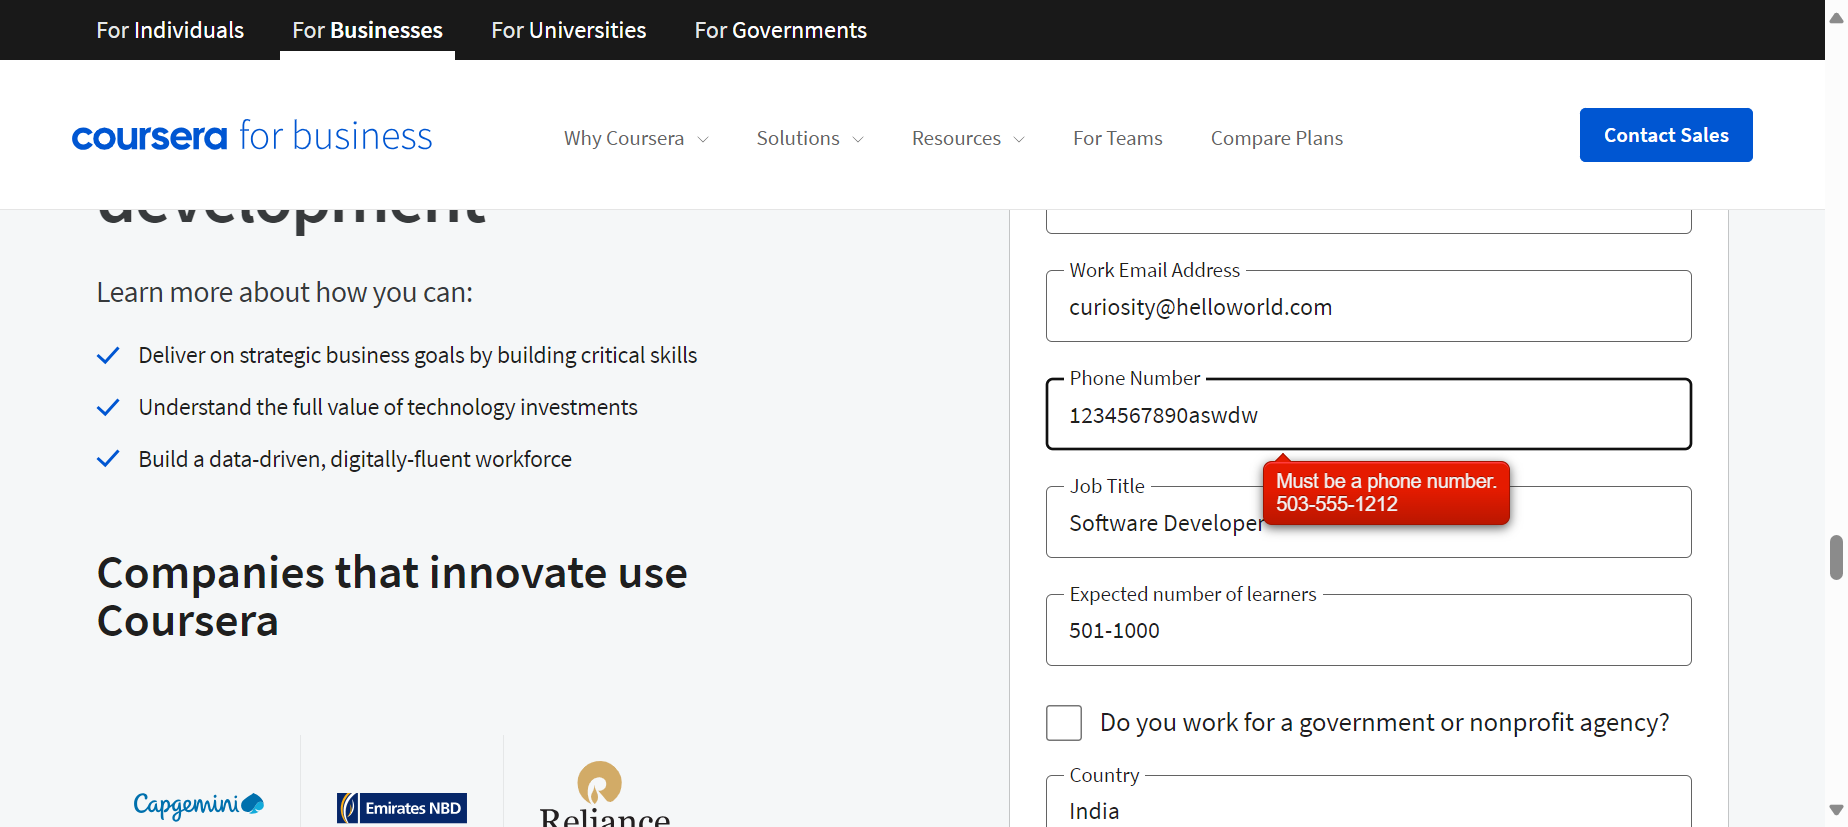 For Individuals
For Businesses
For Universities
For Governments
coursera for business
Why Coursera
Solutions
Resources
For Teams
Compare Plans
Contact Sales
development
Learn more about how you can:
Deliver on strategic business goals by building critical skills
Understand the full value of technology investments
Build a data-driven, digitally-fluent workforce
Companies that innovate use
Coursera
Capgemini
Emirates NBD
Reliance
Work Email Address
curiosity@helloworld.com
Phone Number
1234567890aswdw
Must be a phone number.
503-555-1212
Job Title
Software Developer
Expected number of learners
501-1000
Do you work for a government or nonprofit agency?
Country
India